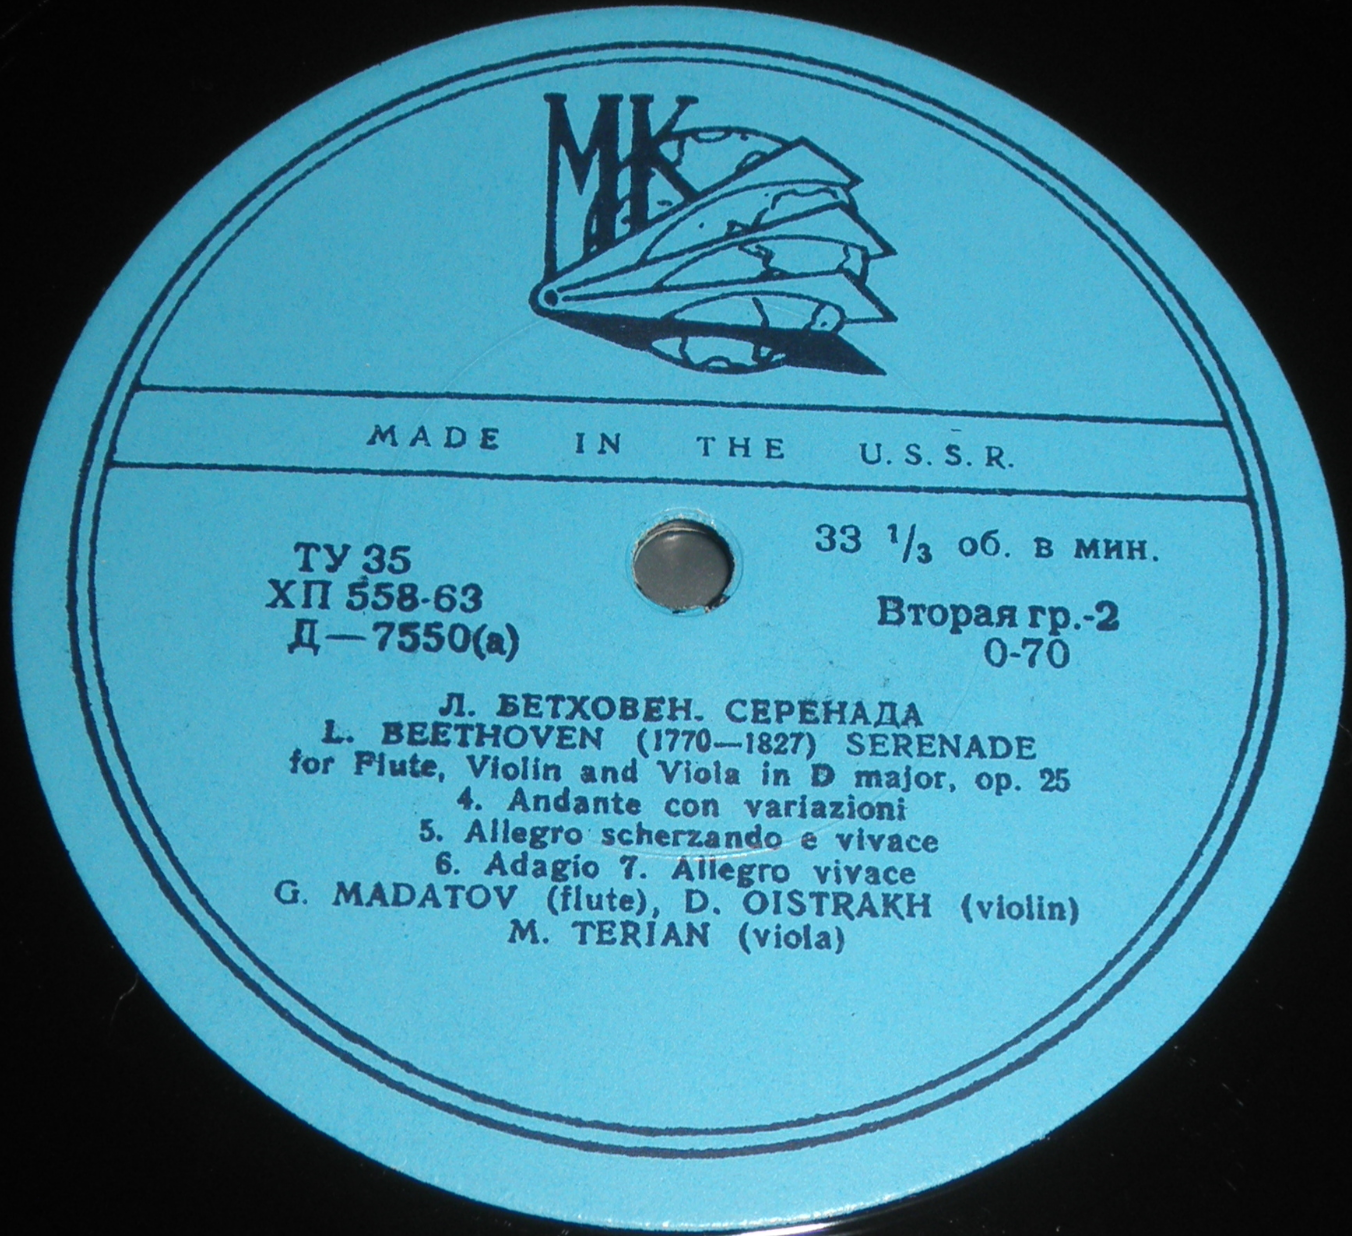 МК
MADE IN THE U.S.S.R.
ТУ 35
ХП 558-63
Д—7550(а)
33 1/3 об. в мин.
Вторая гр.-2
0-70
Л. БЕТХОВЕН. СЕРЕНАДА
L. BEETHOVEN (1770—1827) SERENADE
for Flute, Violin and Viola in D major, op. 25
4. Andante con variazioni
5. Allegro scherzando e vivace
6. Adagio 7. Allegro vivace
G. MADATOV (flute), D. OISTRAKH (violin)
M. TERIAN (viola)